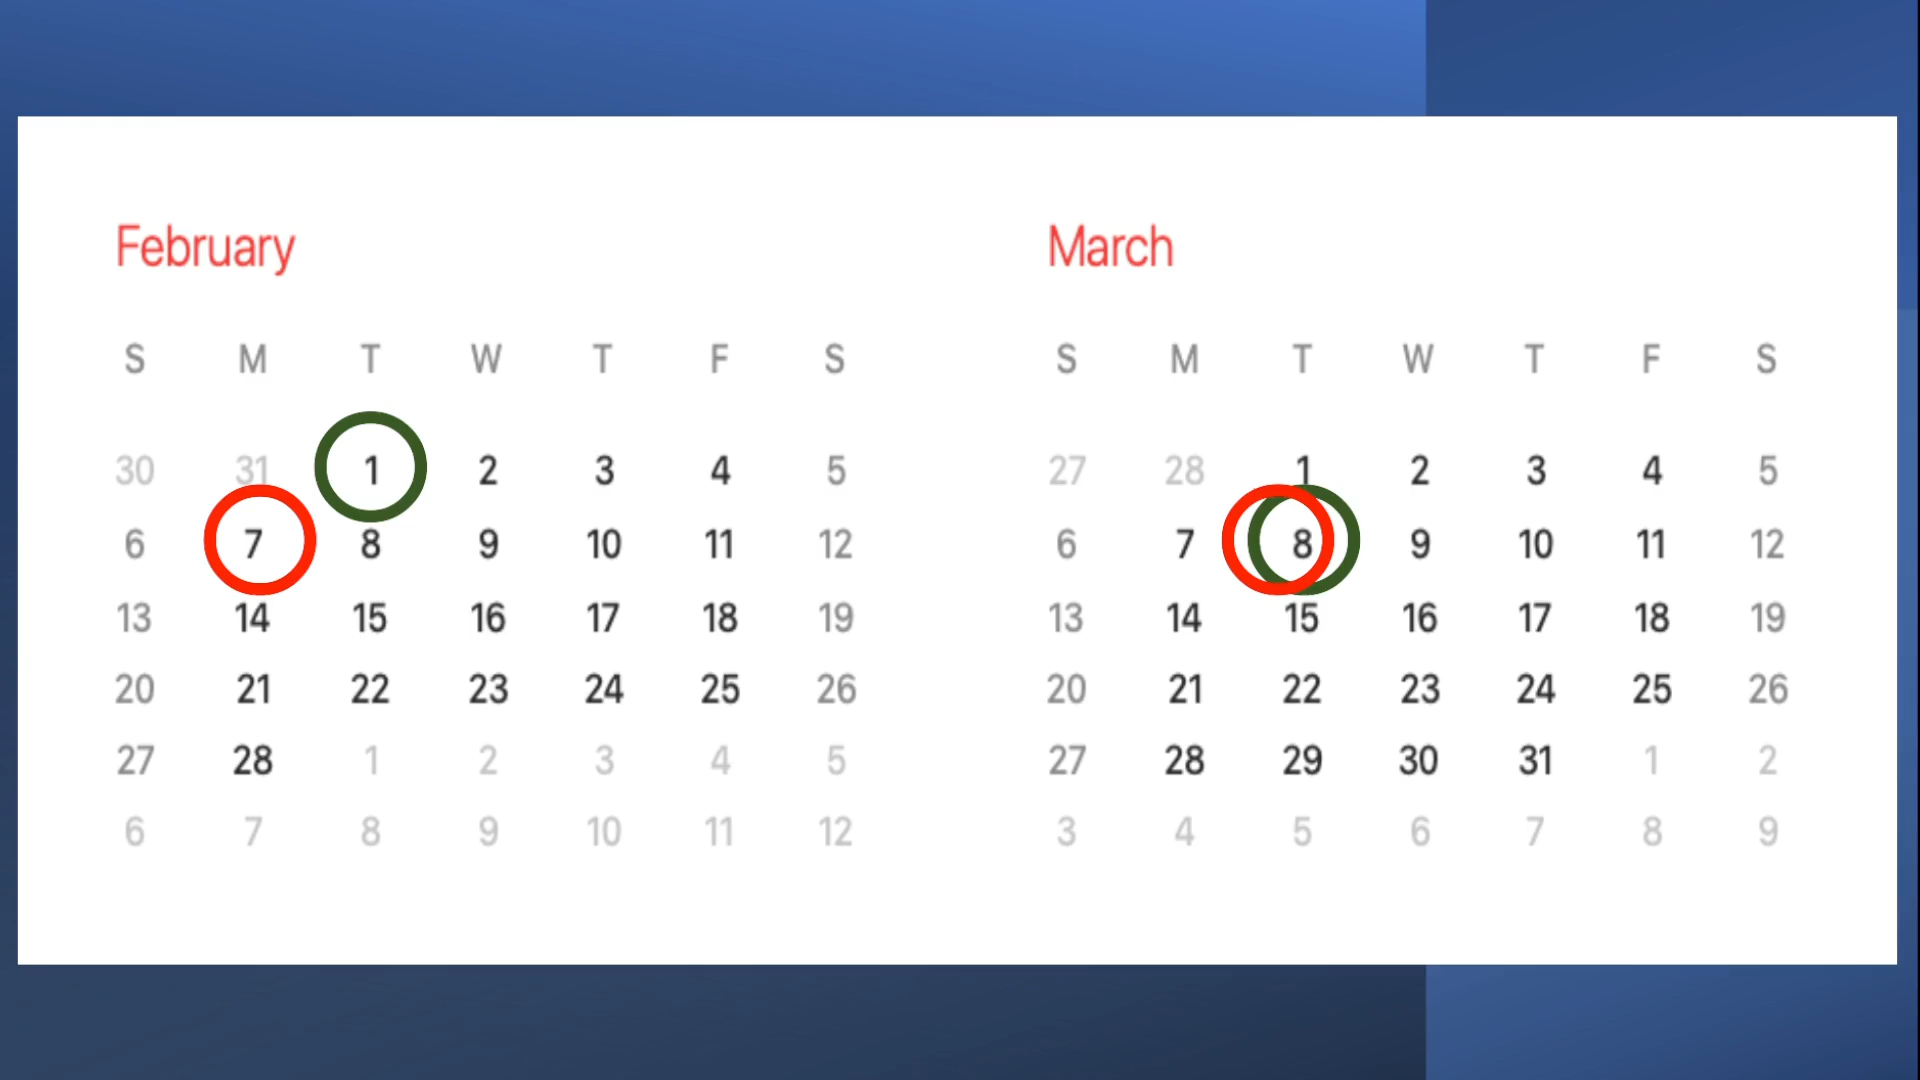 February
S M T W T F S
30 31 1 2 3 4 5
6 7 8 9 10 11 12
13 14 15 16 17 18 19
20 21 22 23 24 25 26
27 28 1 2 3 4 5
6 7 8 9 10 11 12
March
S M T W T F S
27 28 1 2 3 4 5
6 7 8 9 10 11 12
13 14 15 16 17 18 19
20 21 22 23 24 25 26
27 28 29 30 31 1 2
3 4 5 6 7 8 9